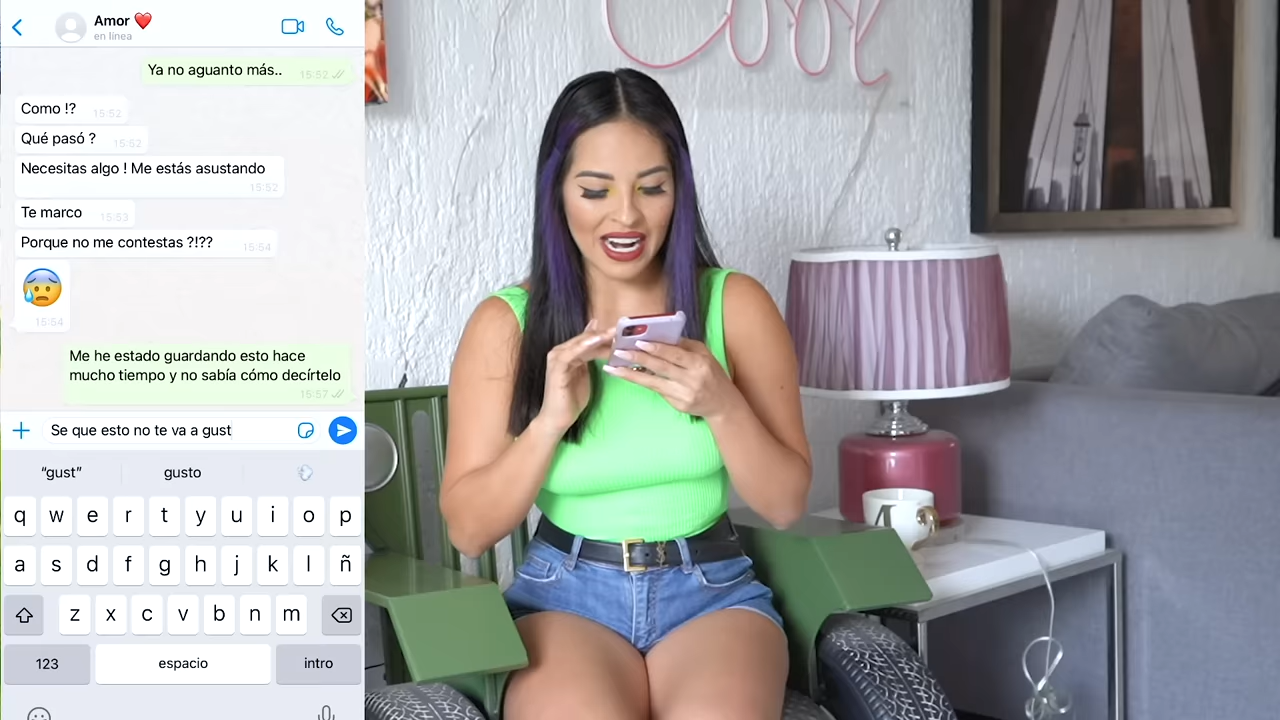 Amor ❤️
en línea
Ya no aguanto más..
15:52
Como !?
15:52
Qué pasó ?
15:52
Necesitas algo ! Me estás asustando
15:52
Te marco
15:53
Porque no me contestas ?!??
15:54
😰
15:54
Me he estado guardando esto hace
mucho tiempo y no sabía cómo decírtelo
15:57
Se que esto no te va a gust
“gust” gusto
q w e r t y u i o p
a s d f g h j k l ñ
z x c v b n m
123 espacio intro
Cool
A